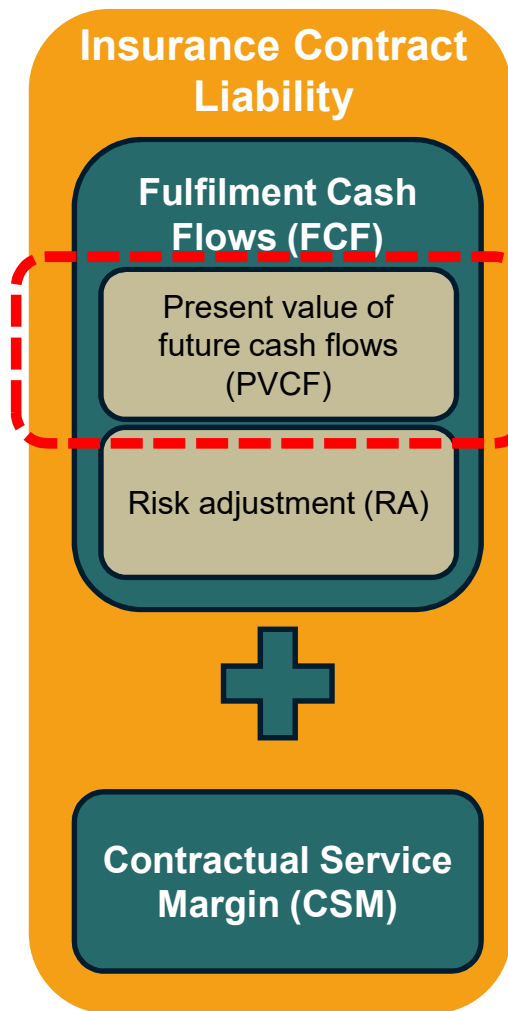 Insurance Contract
Liability
Fulfilment Cash
Flows (FCF)
Present value of
future cash flows
(PVCF)
Risk adjustment (RA)
Contractual Service
Margin (CSM)